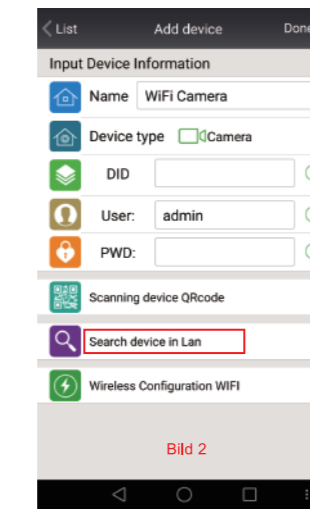 List Add device Done
Input Device Information
Name WiFi Camera
Device type Camera
DID
User: admin
PWD:
Scanning device QRcode
Search device in Lan
Wireless Configuration WIFI
Bild 2